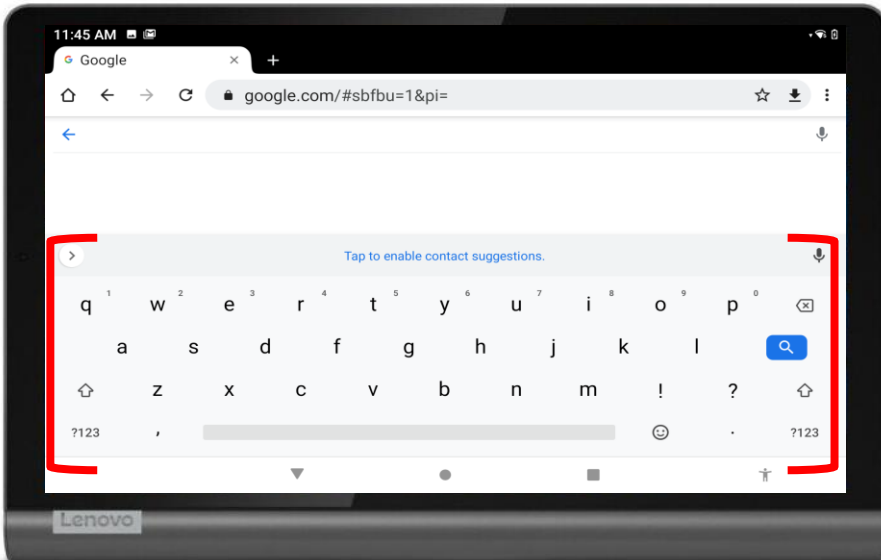 11:45 AM
Google
google.com/#sbfbu=1&pi=
Tap to enable contact suggestions.
q 1 w 2 e 3 r 4 t 5 y 6 u 7 i 8 o 9 p 0
a s d f g h j k l
z x c v b n m ! ?
?123 , . ?123
Lenovo